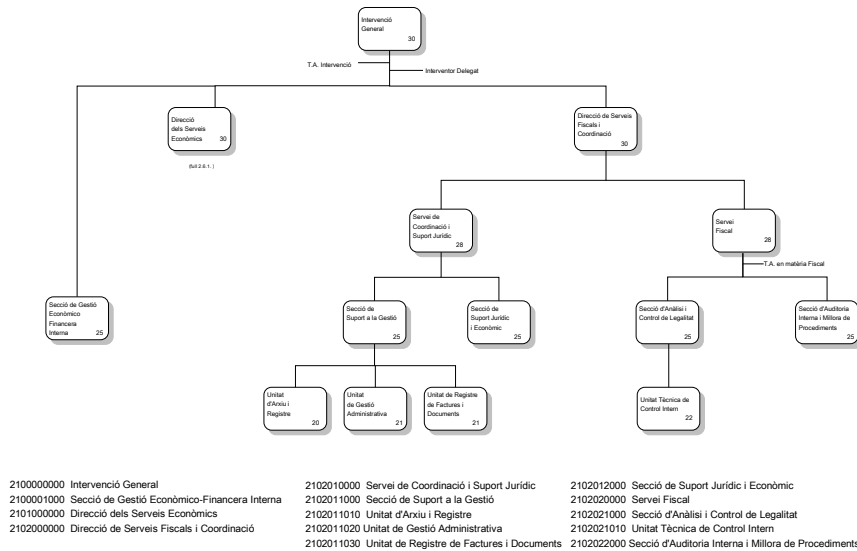 Intervenció
General
30
T.A. Intervenció
Interventor Delegat
Direcció
dels Serveis
Econòmics
30
(full 2.6.1. )
Direcció de Serveis
Fiscals i
Coordinació
30
Servei de
Coordinació i
Suport Jurídic
28
Servei
Fiscal
28
T.A. en matèria Fiscal
Secció de Gestió
Econòmico
Financera
Interna
25
Secció de
Suport a la Gestió
25
Secció de
Suport Jurídic
i Econòmic
25
Secció d'Anàlisi i
Control de Legalitat
25
Secció d'Auditoria
Interna i Millora de
Procediments
25
Unitat
d'Arxiu i
Registre
20
Unitat
de Gestió
Administrativa
21
Unitat de Registre
de Factures i
Documents
21
Unitat Tècnica de
Control Intern
22
2100000000 Intervenció General
2100001000 Secció de Gestió Econòmico-Financera Interna
2101000000 Direcció dels Serveis Econòmics
2102000000 Direcció de Serveis Fiscals i Coordinació
2102010000 Servei de Coordinació i Suport Jurídic
2102011000 Secció de Suport a la Gestió
2102011010 Unitat d'Arxiu i Registre
2102011020 Unitat de Gestió Administrativa
2102011030 Unitat de Registre de Factures i Documents
2102012000 Secció de Suport Jurídic i Econòmic
2102020000 Servei Fiscal
2102021000 Secció d'Anàlisi i Control de Legalitat
2102021010 Unitat Tècnica de Control Intern
2102022000 Secció d'Auditoria Interna i Millora de Procediments